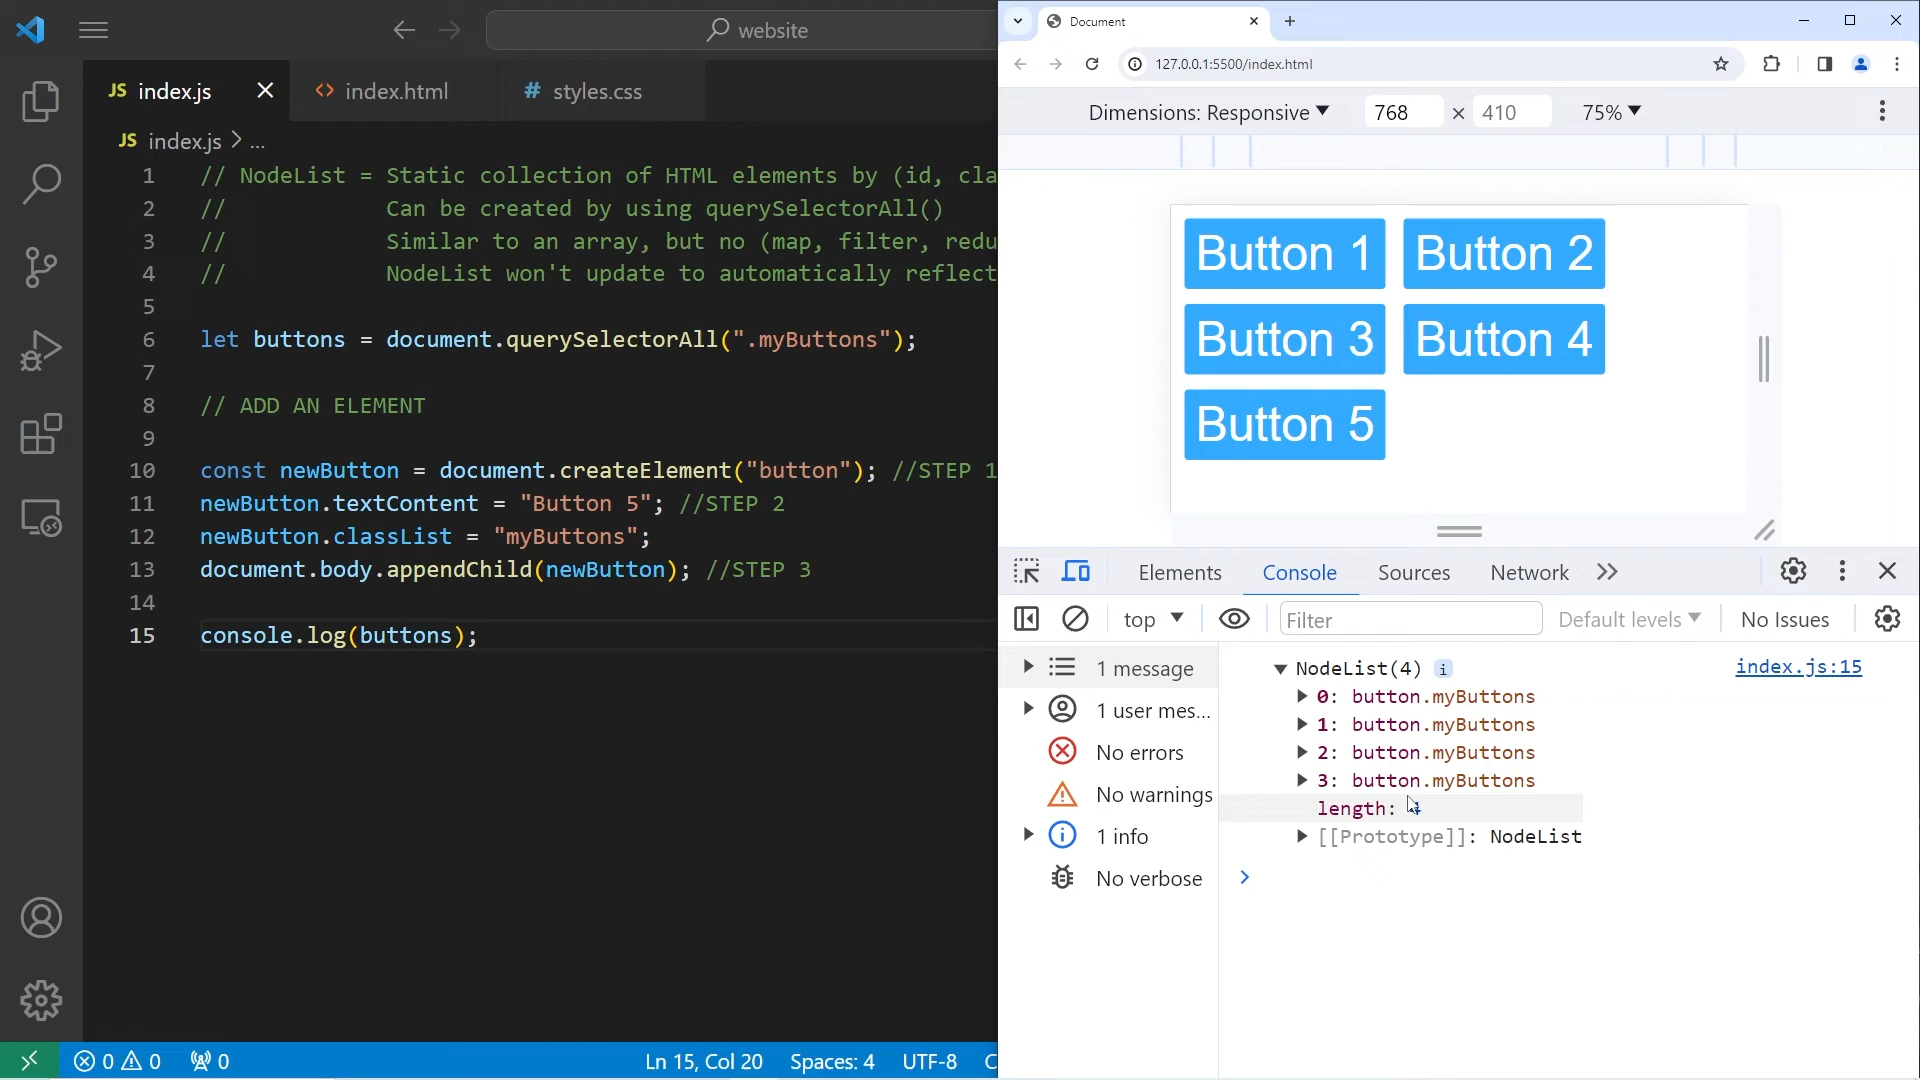 website
JS index.js
<> index.html
# styles.css
JS index.js > ...
1 // NodeList = Static collection of HTML elements by (id, cla
2 // Can be created by using querySelectorAll()
3 // Similar to an array, but no (map, filter, redu
4 // NodeList won't update to automatically reflect
5
6 let buttons = document.querySelectorAll(".myButtons");
7
8 // ADD AN ELEMENT
9
10 const newButton = document.createElement("button"); //STEP 1
11 newButton.textContent = "Button 5"; //STEP 2
12 newButton.classList = "myButtons";
13 document.body.appendChild(newButton); //STEP 3
14
15 console.log(buttons);
0 0 0
Ln 15, Col 20 Spaces: 4 UTF-8 C
Document
127.0.0.1:5500/index.html
Dimensions: Responsive 768 × 410 75%
Button 1 Button 2
Button 3 Button 4
Button 5
Elements Console Sources Network
top Filter Default levels No Issues
1 message
1 user mes...
No errors
No warnings
1 info
No verbose
NodeList(4) i index.js:15
0: button.myButtons
1: button.myButtons
2: button.myButtons
3: button.myButtons
length:
[[Prototype]]: NodeList